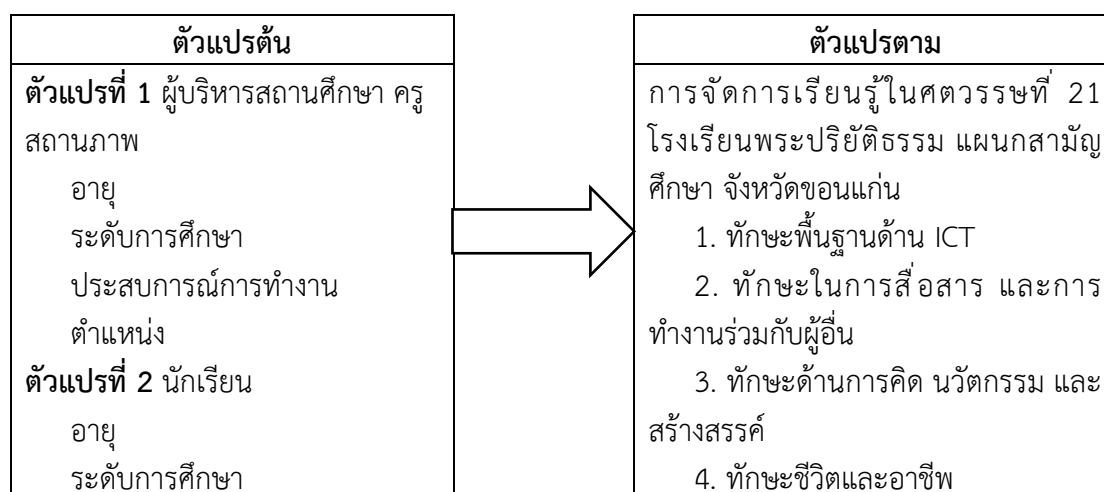 ตัวแปรต้น
ตัวแปรที่ 1 ผู้บริหารสถานศึกษา ครู
สถานภาพ
อายุ
ระดับการศึกษา
ประสบการณ์การทำงาน
ตำแหน่ง
ตัวแปรที่ 2 นักเรียน
อายุ
ระดับการศึกษา
ตัวแปรตาม
การจัดการเรียนรู้ในศตวรรษที่ 21
โรงเรียนพระปริยัติธรรม แผนกสามัญ
ศึกษา จังหวัดขอนแก่น
1. ทักษะพื้นฐานด้าน ICT
2. ทักษะในการสื่อสาร และการ
ทำงานร่วมกับผู้อื่น
3. ทักษะด้านการคิด นวัตกรรม และ
สร้างสรรค์
4. ทักษะชีวิตและอาชีพ